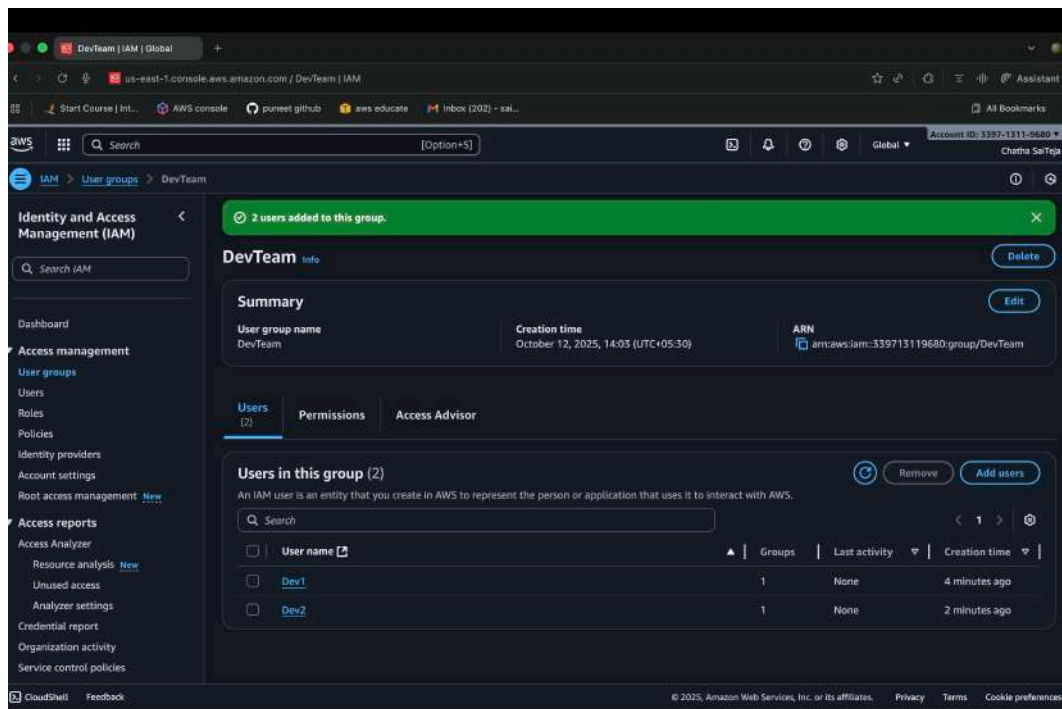 DevTeam | IAM | Global
us-east-1.console.aws.amazon.com / DevTeam | IAM
Assistant
Start Course | Int...
AWS console
puneet github
aws educate
Inbox (202) - sai...
All Bookmarks
aws
Search
[Option+S]
Global
Account ID: 3397-1311-9680
Chatha SaiTeja
IAM > User groups > DevTeam
Identity and Access
Management (IAM)
Search IAM
Dashboard
Access management
User groups
Users
Roles
Policies
Identity providers
Account settings
Root access management New
Access reports
Access Analyzer
Resource analysis New
Unused access
Analyzer settings
Credential report
Organization activity
Service control policies
2 users added to this group.
DevTeam Info
Delete
Summary
Edit
User group name
DevTeam
Creation time
October 12, 2025, 14:03 (UTC+05:30)
ARN
arn:aws:iam::339713119680:group/DevTeam
Users
(2)
Permissions
Access Advisor
Users in this group (2)
Remove
Add users
An IAM user is an entity that you create in AWS to represent the person or application that uses it to interact with AWS.
Search
< 1 >
User name Groups Last activity Creation time
Dev1 1 None 4 minutes ago
Dev2 1 None 2 minutes ago
CloudShell Feedback
© 2025, Amazon Web Services, Inc. or its affiliates. Privacy Terms Cookie preferences